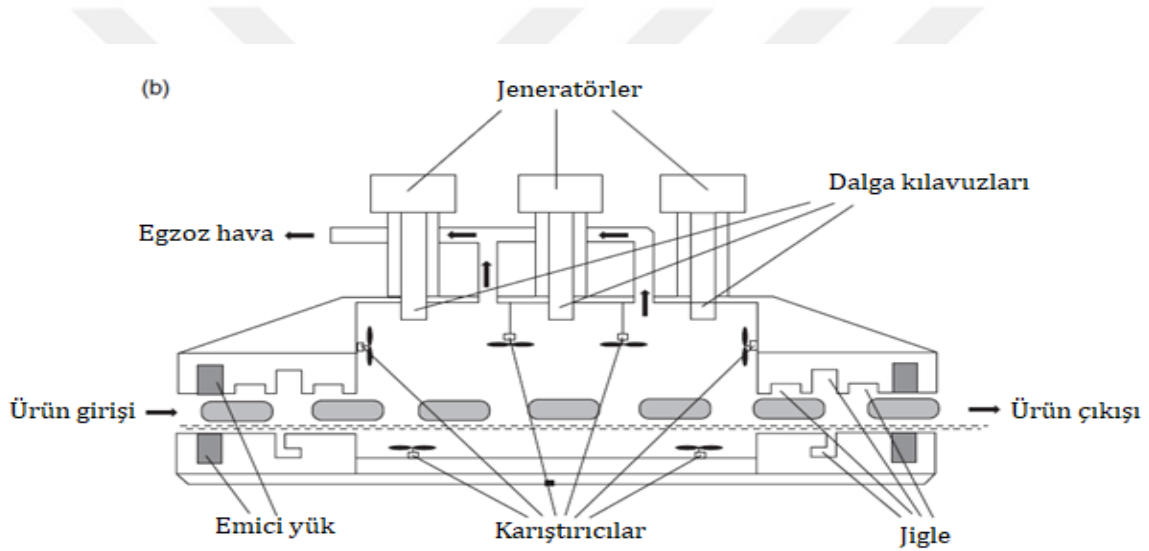 (b)
Jeneratörler
Dalga kılavuzları
Egzoz hava
Ürün girişi
Ürün çıkışı
Emici yük
Karıştırıcılar
Jigle